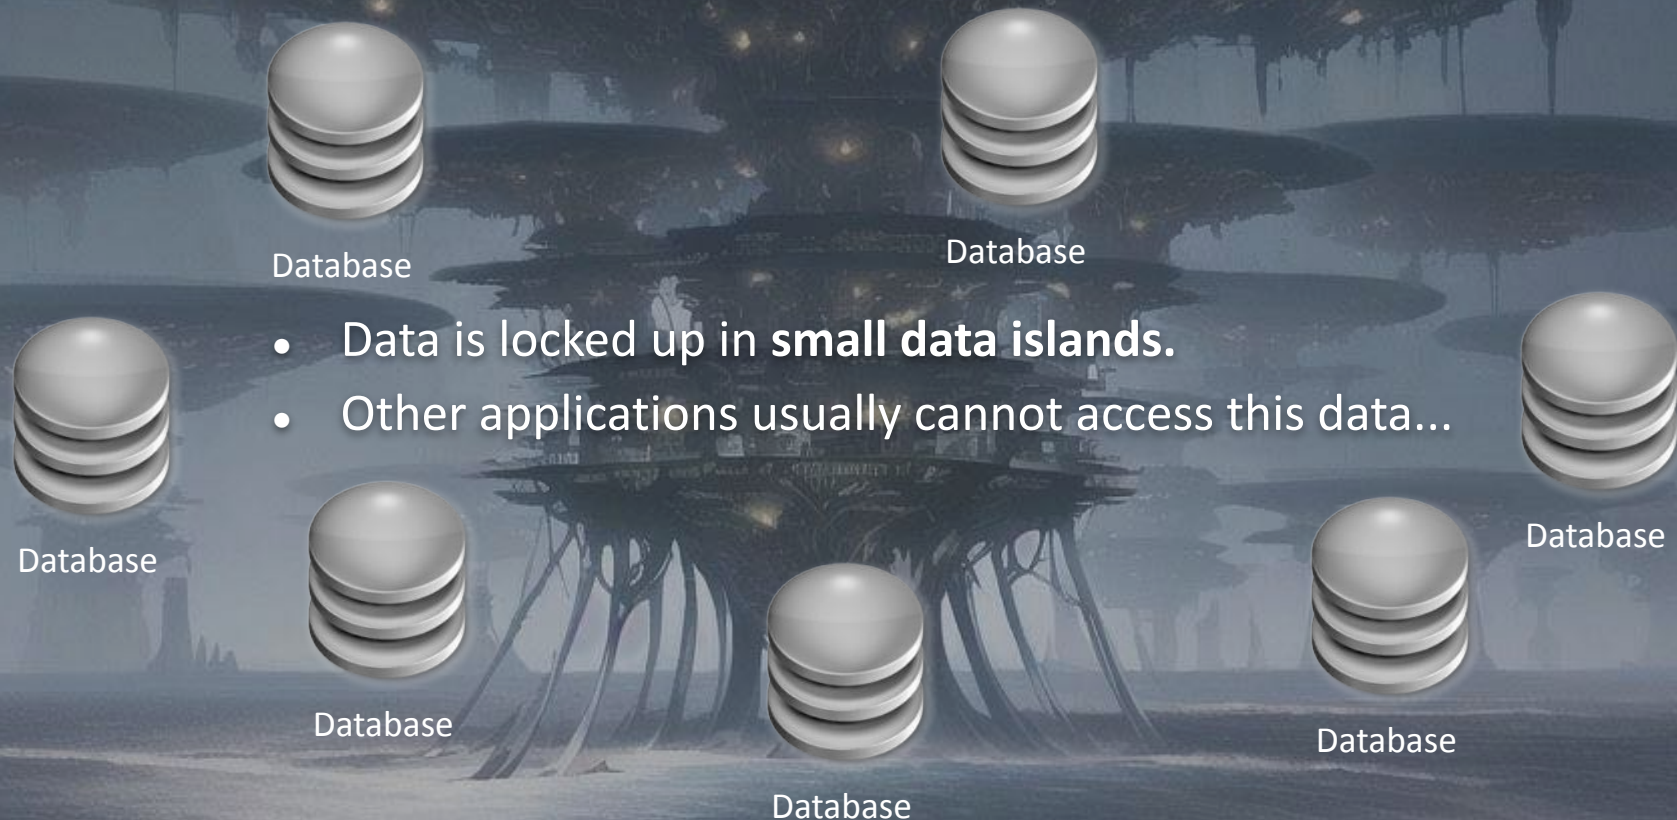 Database
Database
• Data is locked up in small data islands.
• Other applications usually cannot access this data...
Database
Database
Database
Database
Database